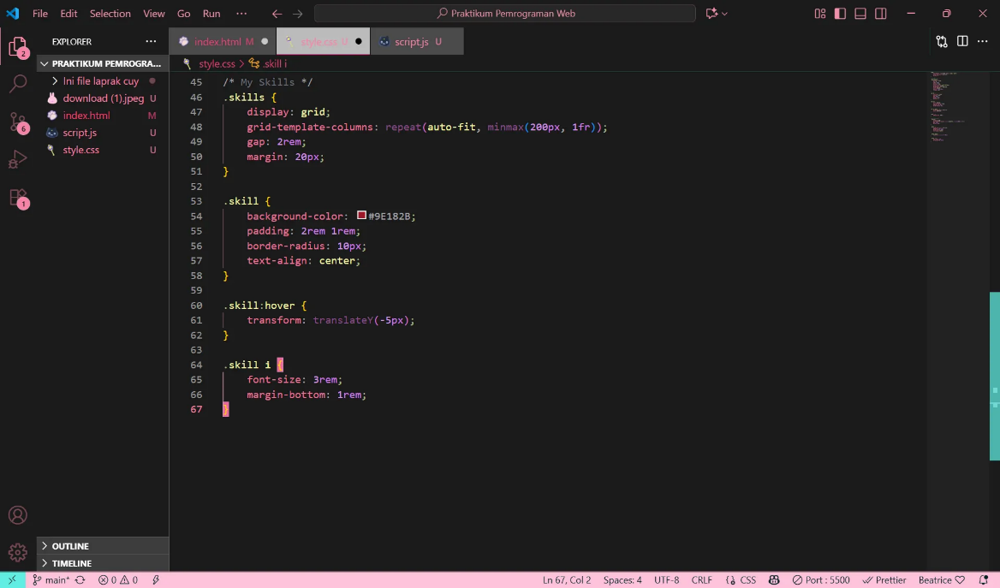 File Edit Selection View Go Run ··· Praktikum Pemrograman Web
EXPLORER ···
index.html M
style.css U
script.js U
PRAKTIKUM PEMROGRA...
style.css > .skill i
Ini file laprak cuy
download (1).jpeg U
index.html M
script.js U
style.css U
2
6
1
45 /* My Skills */
46 .skills {
47 display: grid;
48 grid-template-columns: repeat(auto-fit, minmax(200px, 1fr));
49 gap: 2rem;
50 margin: 20px;
51 }
52
53 .skill {
54 background-color: #9E182B;
55 padding: 2rem 1rem;
56 border-radius: 10px;
57 text-align: center;
58 }
59
60 .skill:hover {
61 transform: translateY(-5px);
62 }
63
64 .skill i {
65 font-size: 3rem;
66 margin-bottom: 1rem;
67 }
OUTLINE
TIMELINE
main* 0 0 Ln 67, Col 2 Spaces: 4 UTF-8 CRLF {} CSS Port : 5500 Prettier Beatrice ♡